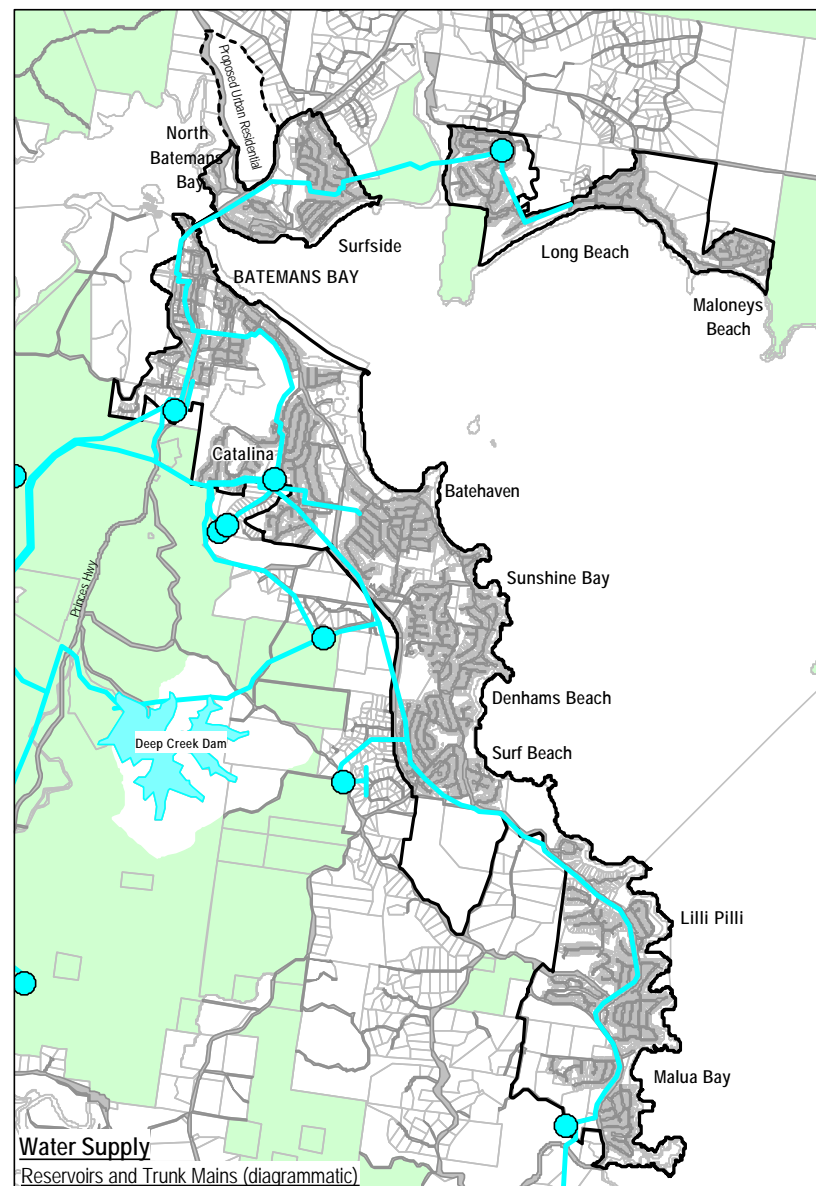 Proposed Urban Residential
North
Batemans
Bay
Surfside
Long Beach
BATEMANS BAY
Maloneys
Beach
Catalina
Batehaven
Sunshine Bay
Princes Hwy
Denhams Beach
Deep Creek Dam
Surf Beach
Lilli Pilli
Malua Bay
Water Supply
Reservoirs and Trunk Mains (diagrammatic)